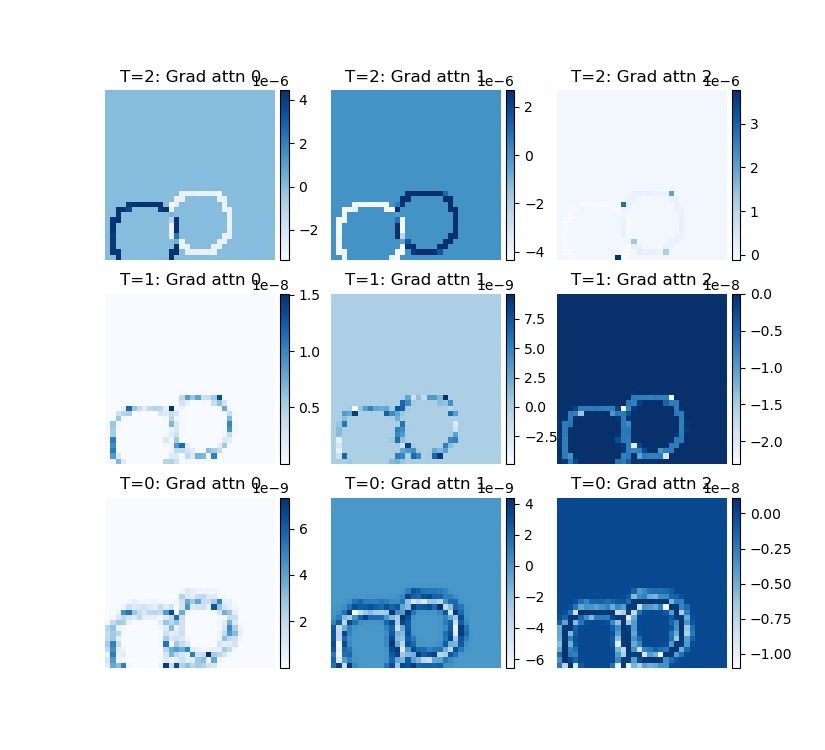 T=2: Grad attn 0 1e−6 T=2: Grad attn 1 1e−6 T=2: Grad attn 2 1e−6
4 2 0 −2
2 0 −2 −4
3 2 1 0
T=1: Grad attn 0 1e−8 T=1: Grad attn 1 1e−9 T=1: Grad attn 2 1e−8
1.5 1.0 0.5
7.5 5.0 2.5 0.0 −2.5
0.0 −0.5 −1.0 −1.5 −2.0
T=0: Grad attn 0 1e−9 T=0: Grad attn 1 1e−9 T=0: Grad attn 2 1e−8
6 4 2
4 2 0 −2 −4 −6
0.00 −0.25 −0.50 −0.75 −1.00